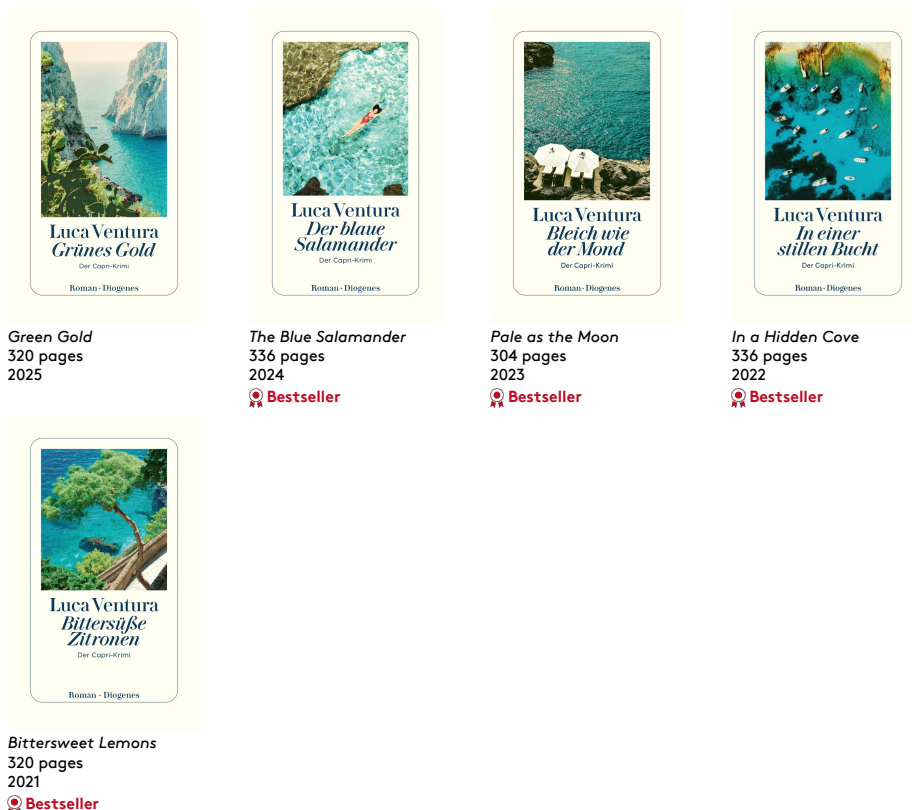 Luca Ventura
Grünes Gold
Der Capri-Krimi
Roman · Diogenes
Green Gold
320 pages
2025
Luca Ventura
Der blaue
Salamander
Der Capri-Krimi
Roman · Diogenes
The Blue Salamander
336 pages
2024
Bestseller
Luca Ventura
Bleich wie
der Mond
Der Capri-Krimi
Roman · Diogenes
Pale as the Moon
304 pages
2023
Bestseller
Luca Ventura
In einer
stillen Bucht
Der Capri-Krimi
Roman · Diogenes
In a Hidden Cove
336 pages
2022
Bestseller
Luca Ventura
Bittersüße
Zitronen
Der Capri-Krimi
Roman · Diogenes
Bittersweet Lemons
320 pages
2021
Bestseller